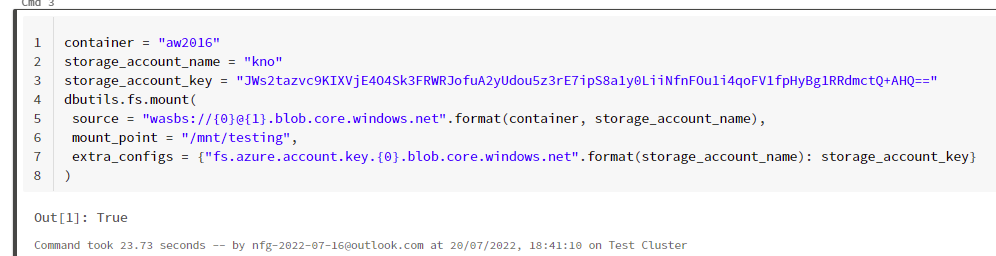 Cmd 3
1 container = "aw2016"
2 storage_account_name = "kno"
3 storage_account_key = "JWs2tazvc9KIXVjE4O4Sk3FRWRJofuA2yUdou5z3rE7ipS8a1y0LiiNfnFOu1i4qoFV1fpHyBg1RRdmctQ+AHQ=="
4 dbutils.fs.mount(
5 source = "wasbs://{0}@{1}.blob.core.windows.net".format(container, storage_account_name),
6 mount_point = "/mnt/testing",
7 extra_configs = {"fs.azure.account.key.{0}.blob.core.windows.net".format(storage_account_name): storage_account_key}
8 )
Out[1]: True
Command took 23.73 seconds -- by nfg-2022-07-16@outlook.com at 20/07/2022, 18:41:10 on Test Cluster